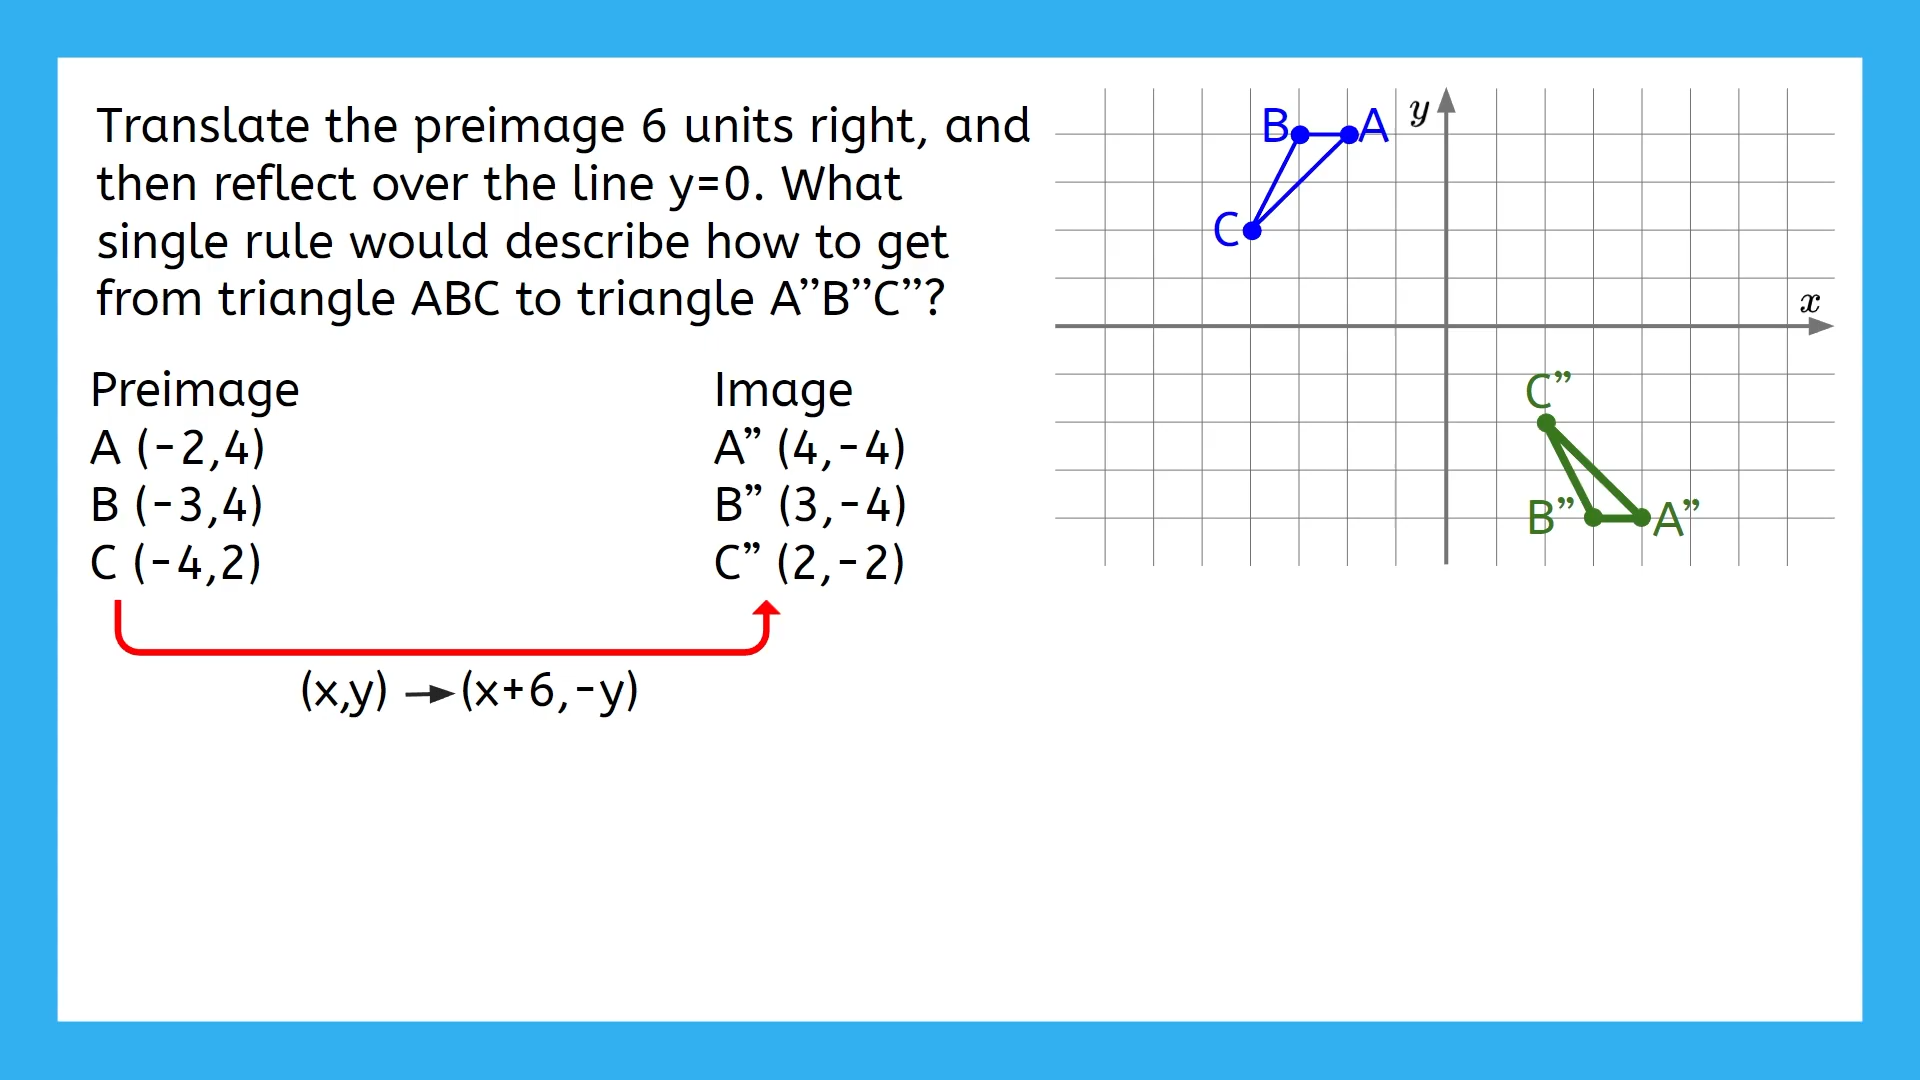 Translate the preimage 6 units right, and
then reflect over the line y=0. What
single rule would describe how to get
from triangle ABC to triangle A”B”C”?
Preimage
A (-2,4)
B (-3,4)
C (-4,2)
Image
A” (4,-4)
B” (3,-4)
C” (2,-2)
(x,y) → (x+6,-y)
B
A
y
C
x
C”
B”
A”